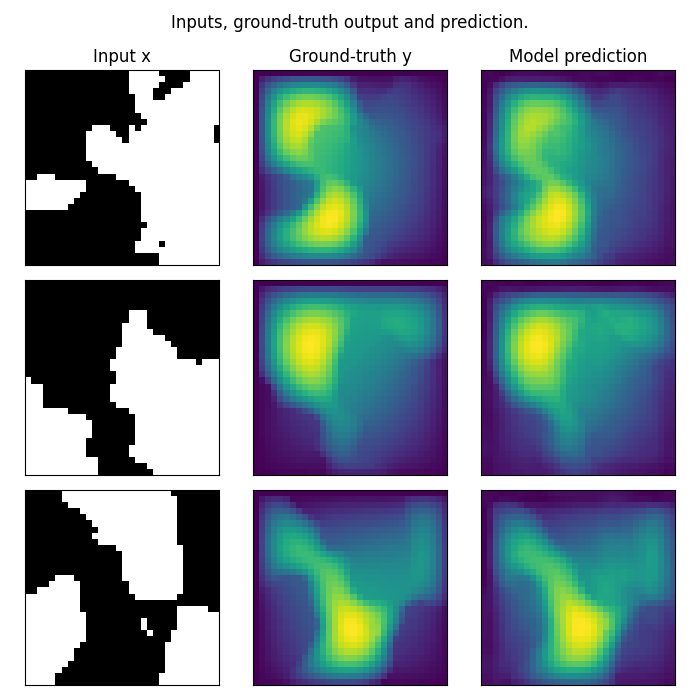 Inputs, ground-truth output and prediction.
Input x
Ground-truth y
Model prediction